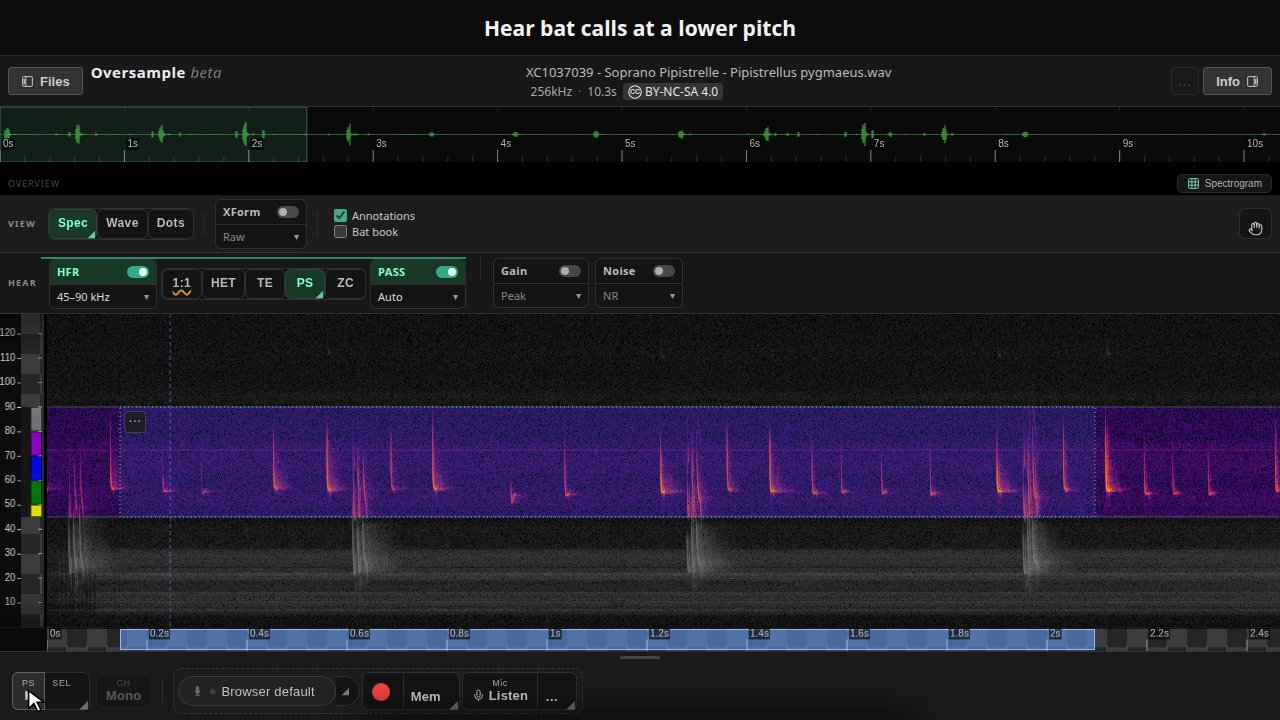 Hear bat calls at a lower pitch
Files
Oversample beta
XC1037039 - Soprano Pipistrelle - Pipistrellus pygmaeus.wav
256kHz · 10.3s CC BY-NC-SA 4.0
...
Info
0s 1s 2s 3s 4s 5s 6s 7s 8s 9s 10s
OVERVIEW
Spectrogram
VIEW
Spec Wave Dots
XForm
Raw
Annotations
Bat book
HEAR
HFR
45–90 kHz
1:1 HET TE PS ZC
PASS
Auto
Gain
Peak
Noise
NR
120
110
100
90
80
70
60
50
40
30
20
10
...
0s 0.2s 0.4s 0.6s 0.8s 1s 1.2s 1.4s 1.6s 1.8s 2s 2.2s 2.4s
PS SEL
CH
Mono
Browser default
Mem
Mic
Listen
...